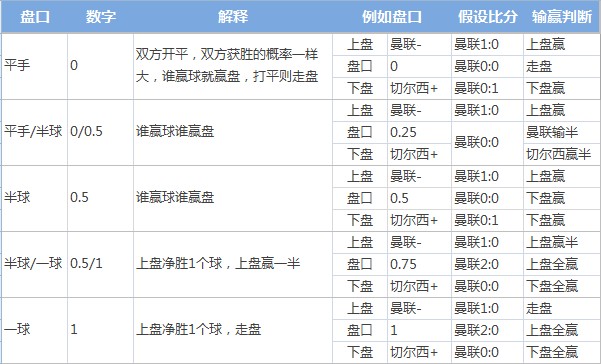 盘口 数字 解释 例如盘口 假设比分 输赢判断
平手 0 双方开平，双方获胜的概率一样
大，谁赢球就赢盘，打平则走盘
上盘 曼联- 曼联1:0 上盘赢
盘口 0 曼联0:0 走盘
下盘 切尔西+ 曼联0:1 下盘赢
平手/半球 0/0.5 谁赢球谁赢盘
上盘 曼联- 曼联1:0 上盘赢
盘口 0.25 曼联0:0 曼联输半
下盘 切尔西+ 切尔西赢半
半球 0.5 谁赢球谁赢盘
上盘 曼联- 曼联1:0 上盘赢
盘口 0.5 曼联0:0 下盘赢
下盘 切尔西+ 曼联0:1 下盘赢
半球/一球 0.5/1 上盘净胜1个球，上盘赢一半
上盘 曼联- 曼联1:0 上盘赢半
盘口 0.75 曼联2:0 上盘全赢
下盘 切尔西+ 曼联0:0 下盘全赢
一球 1 上盘净胜1个球，走盘
上盘 曼联- 曼联1:0 走盘
盘口 1 曼联2:0 上盘全赢
下盘 切尔西+ 曼联0:0 下盘全赢